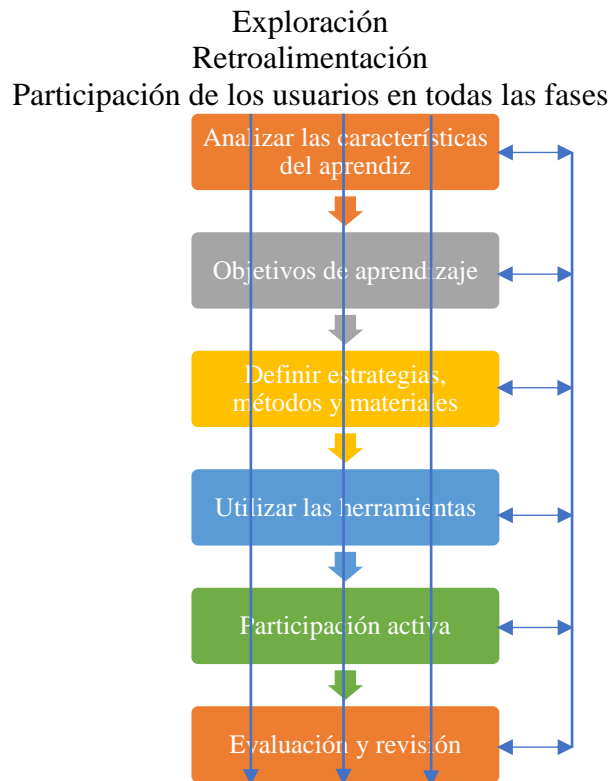 Exploración
Retroalimentación
Participación de los usuarios en todas las fases
Analizar las características
del aprendiz
Objetivos de aprendizaje
Definir estrategias,
métodos y materiales
Utilizar las herramientas
Participación activa
Evaluación y revisión